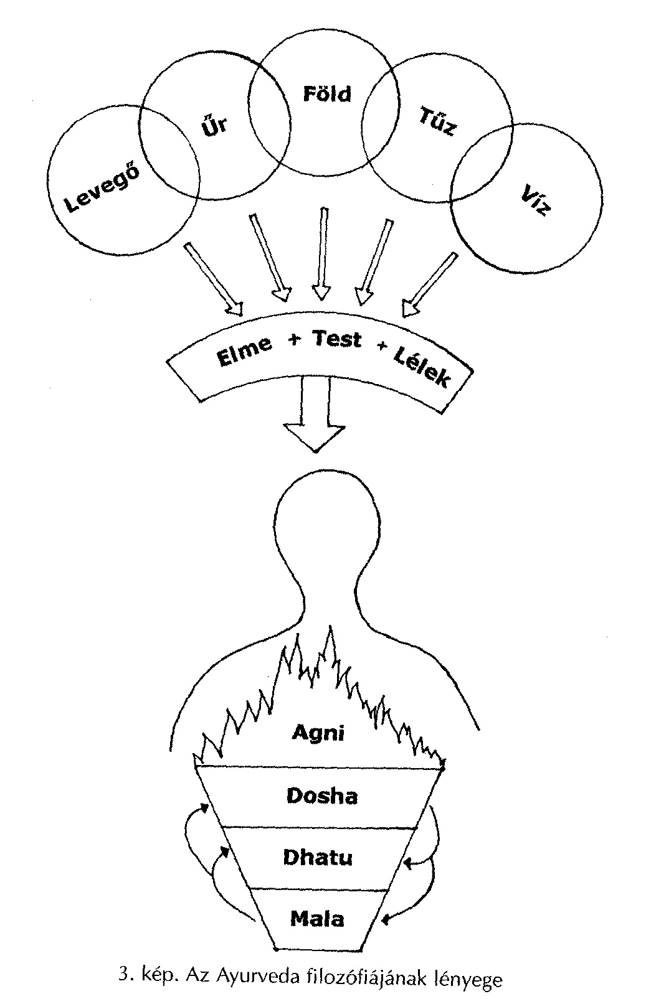 Levegő
Űr
Föld
Tűz
Víz
Elme + Test + Lélek
Agni
Dosha
Dhatu
Mala
3. kép. Az Ayurveda filozófiájának lényege